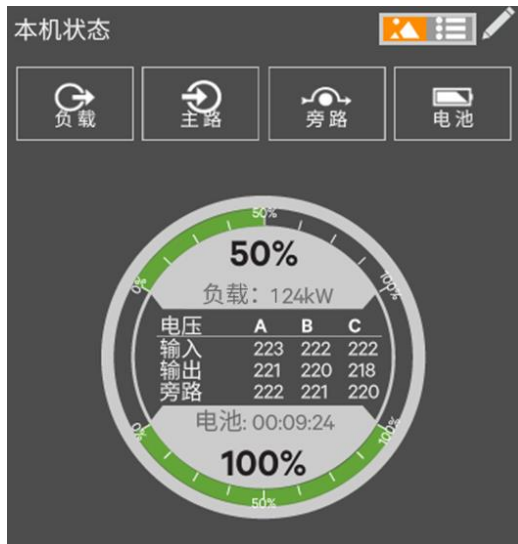 本机状态
负载 主路 旁路 电池
50%
0% 100%
50%
负载：124kW
电压 A B C
输入 223 222 222
输出 221 220 218
旁路 222 221 220
电池: 00:09:24
0% 100%
100%
50%